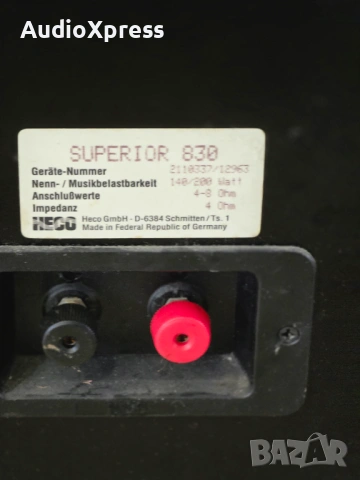 AudioXpress
SUPERIOR 830
Geräte-Nummer 2110337/12963
Nenn- / Musikbelastbarkeit 140/200 Watt
Anschlußwerte 4-8 Ohm
Impedanz 4 Ohm
HECO Heco GmbH - D-6384 Schmitten/Ts. 1
Made in Federal Republic of Germany
BAZAR